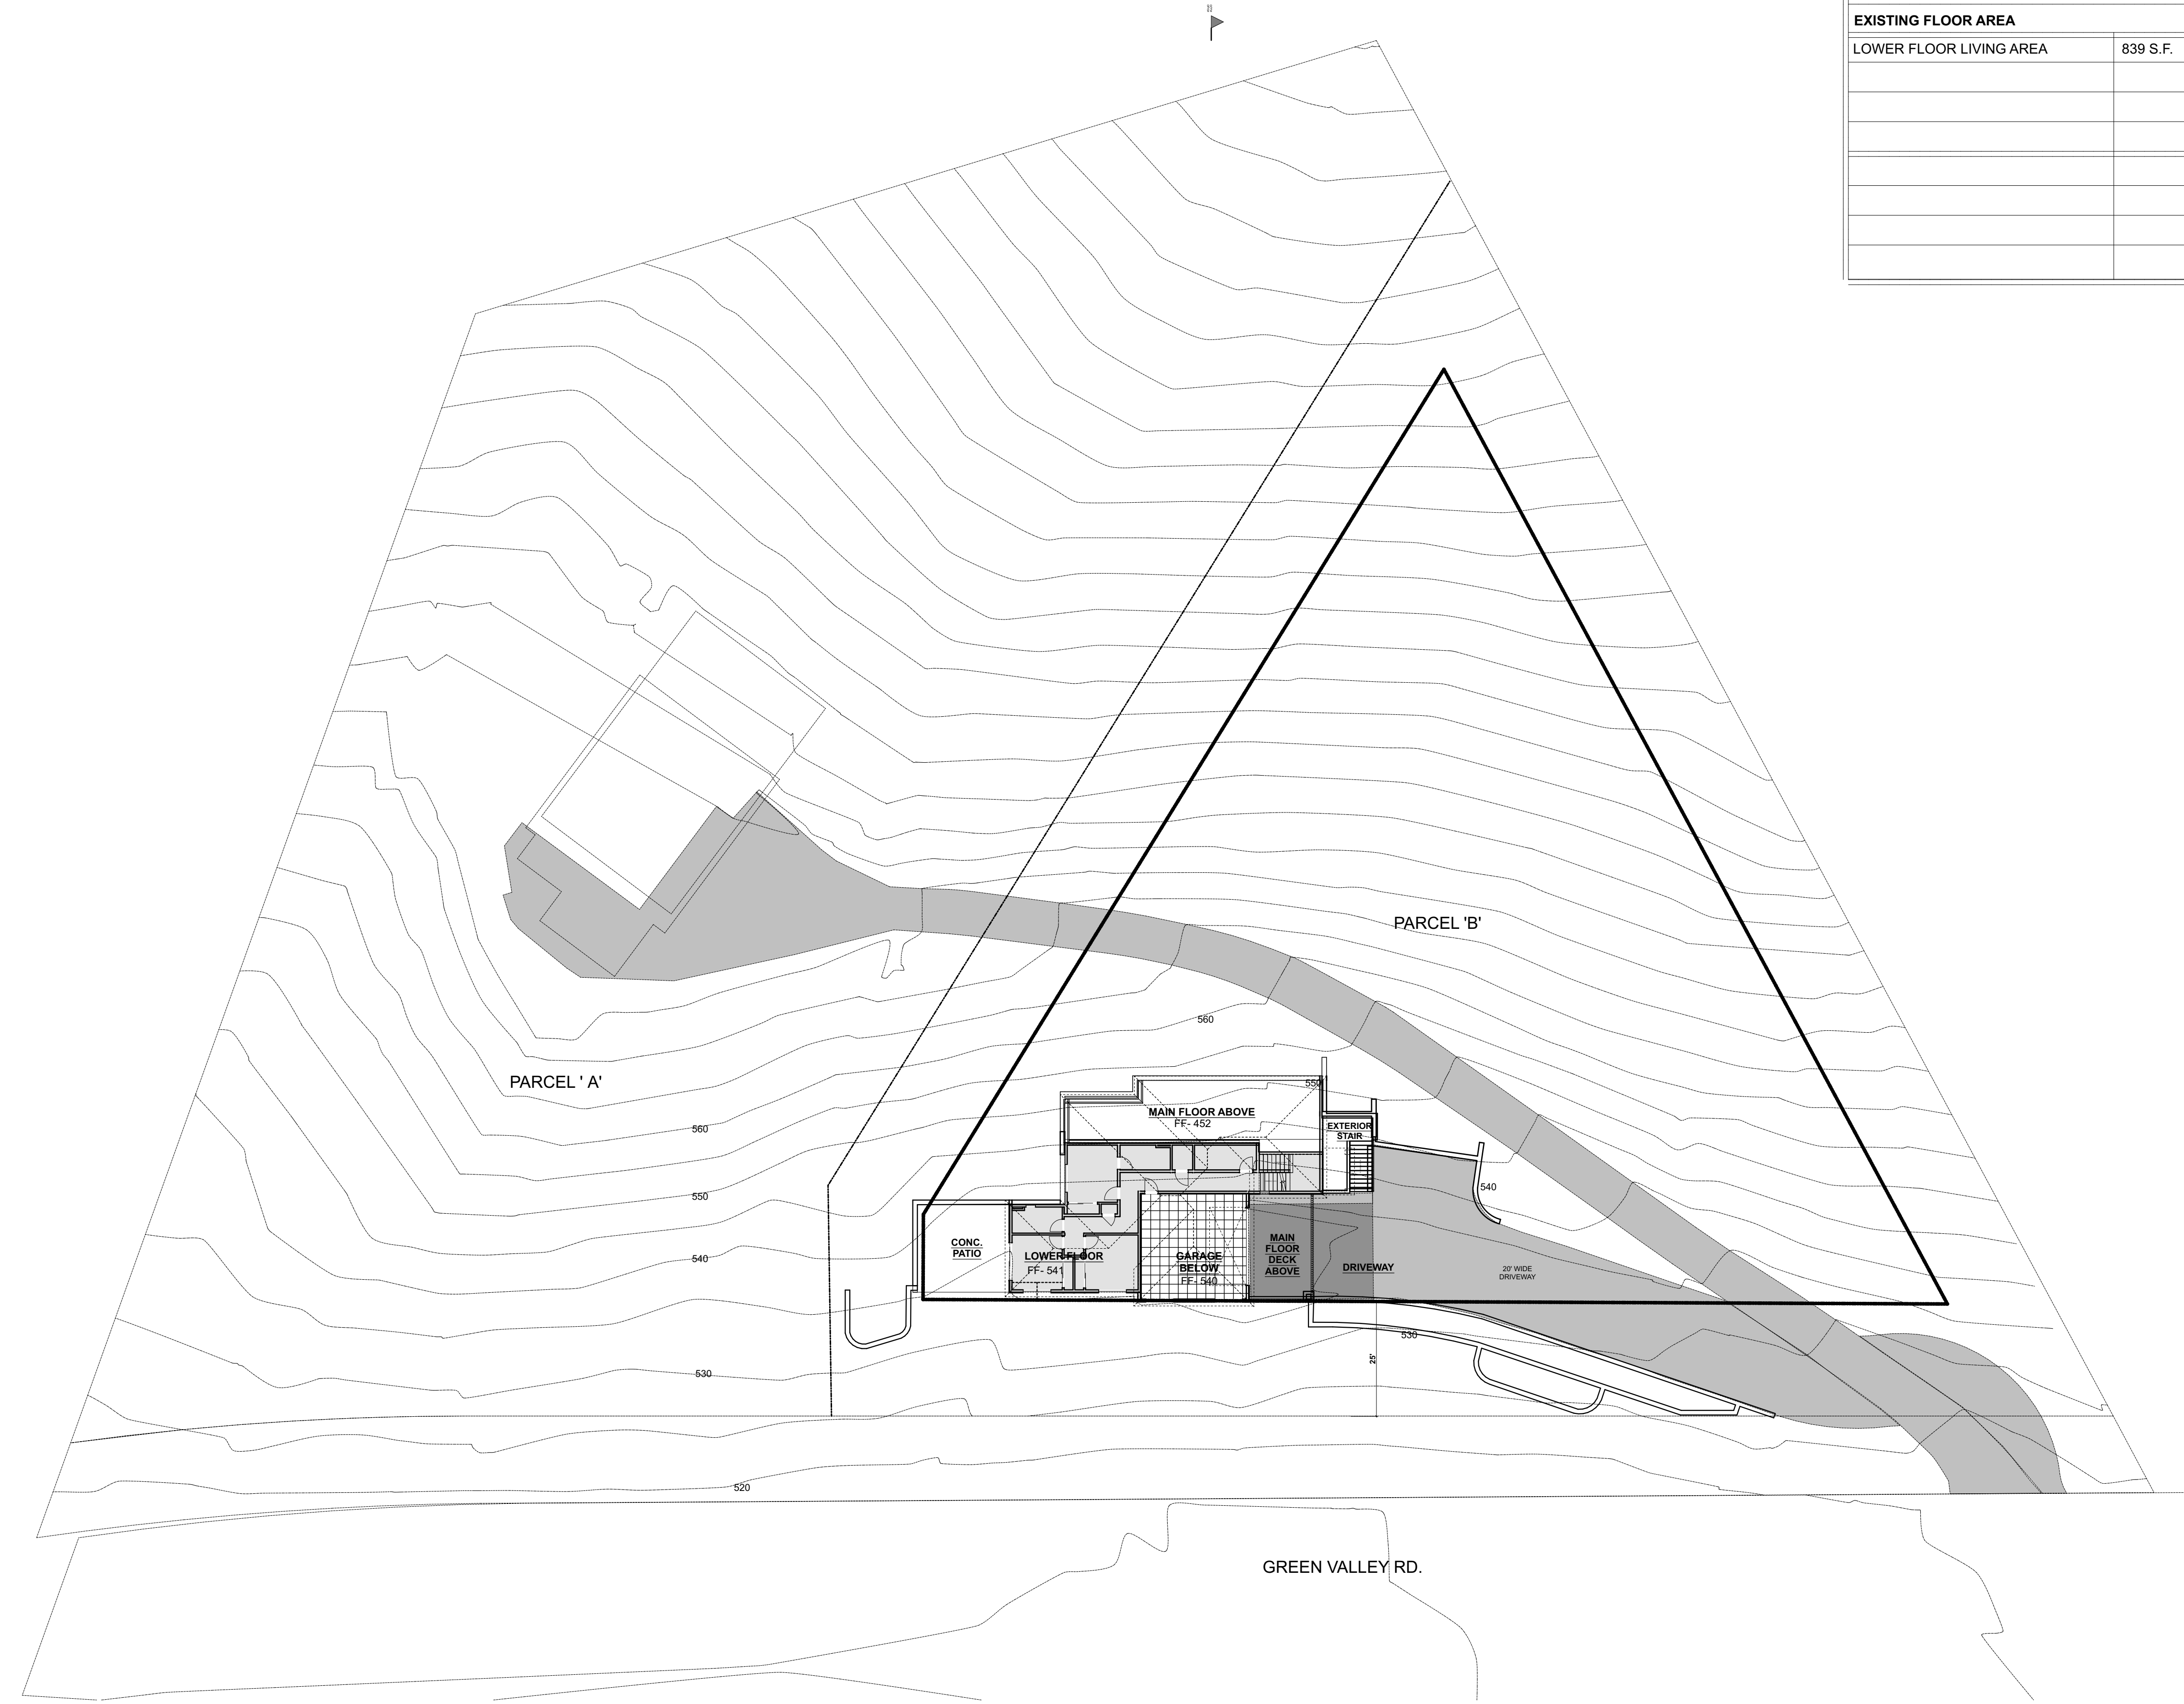 EXISTING FLOOR AREA
LOWER FLOOR LIVING AREA 839 S.F.
PARCEL 'B'
560
PARCEL ' A'
550
MAIN FLOOR ABOVE
FF- 452
EXTERIOR
STAIR
560
540
550
CONC.
PATIO
LOWER FLOOR
FF- 541
GARAGE
BELOW
FF- 540
MAIN
FLOOR
DECK
ABOVE
DRIVEWAY
20' WIDE
DRIVEWAY
540
530
25'
530
520
GREEN VALLEY RD.